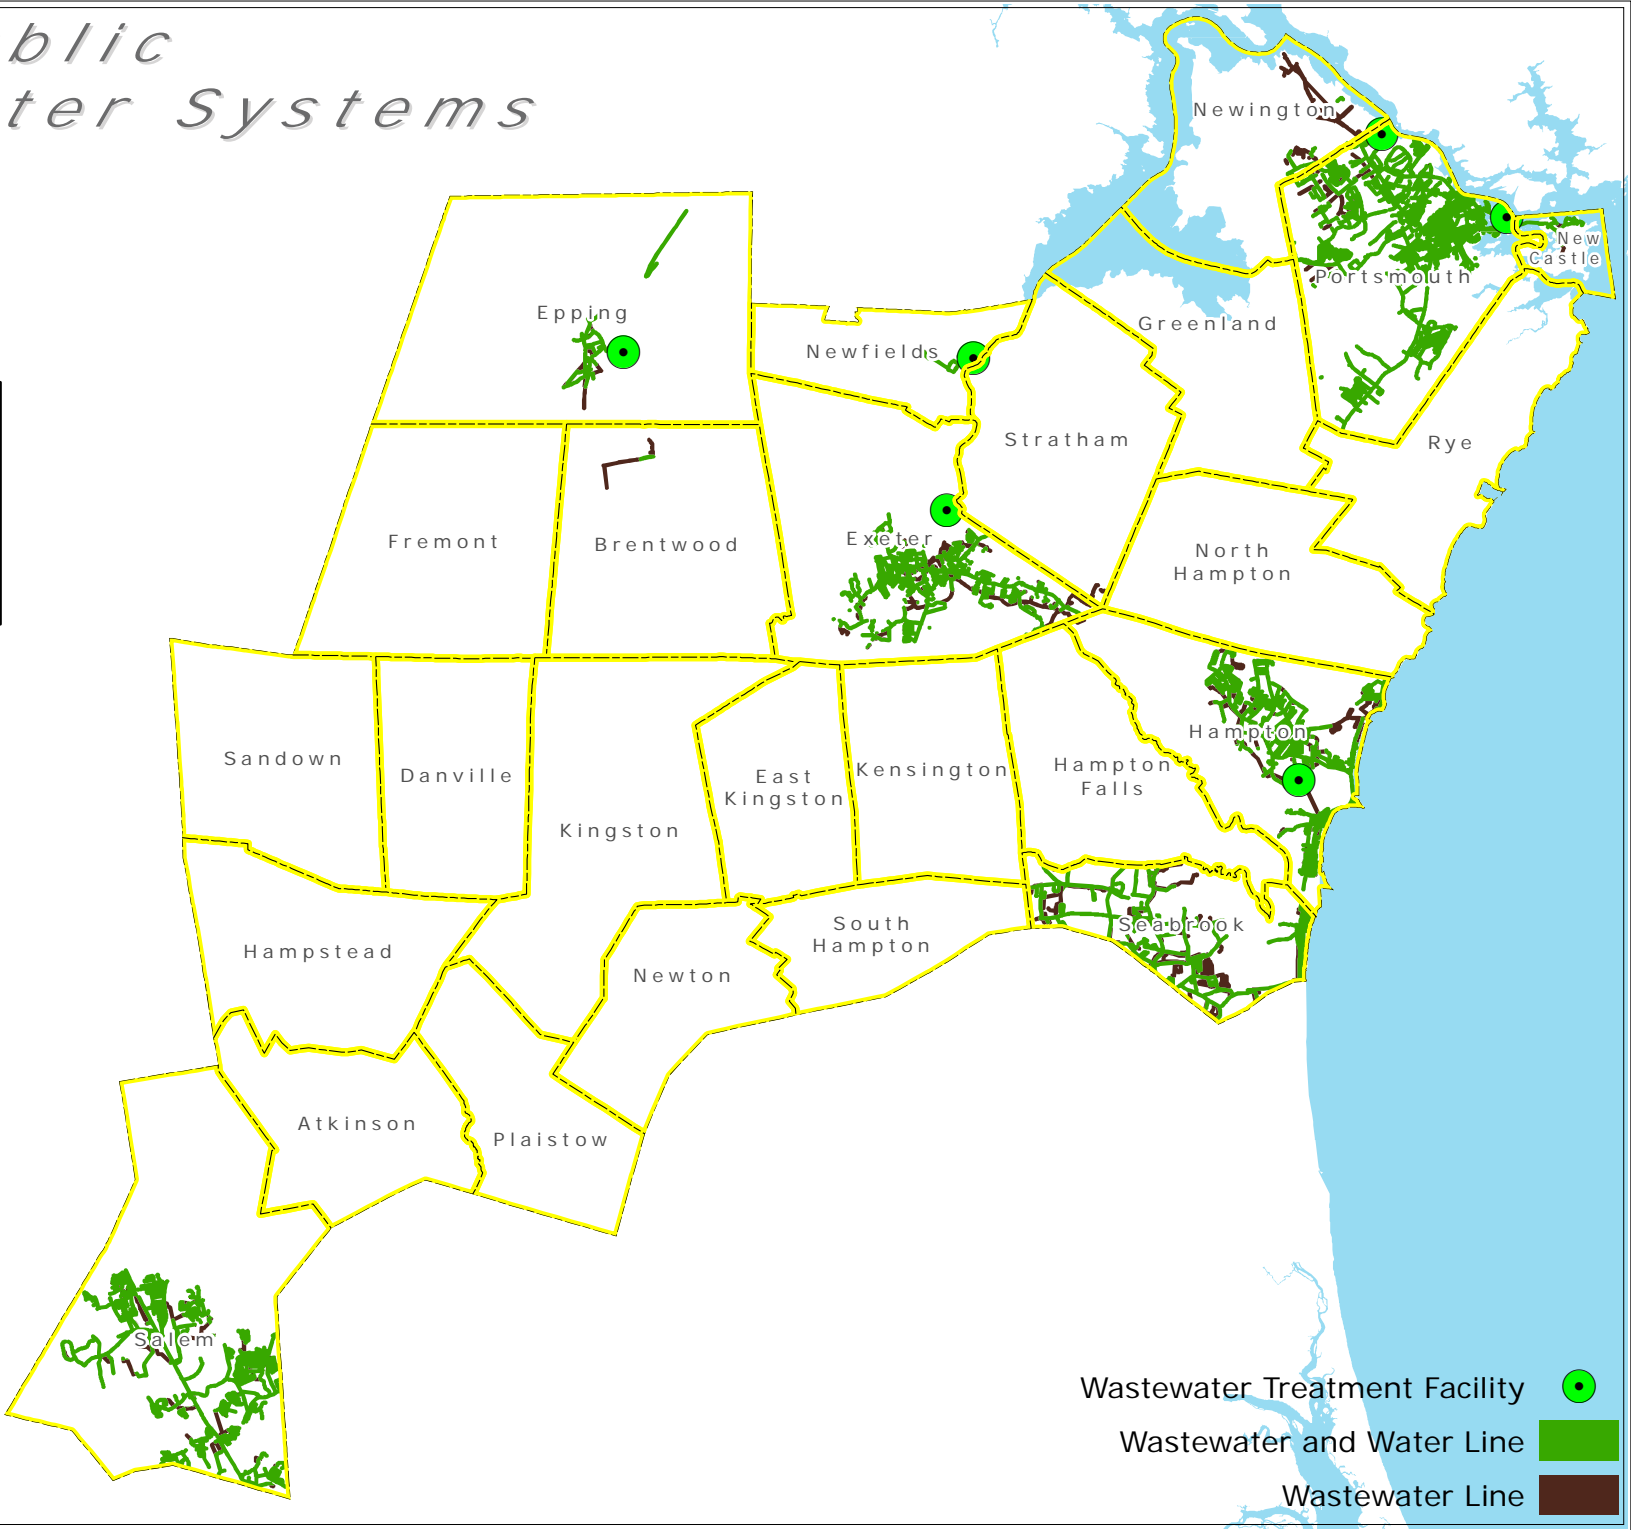 blic
ter Systems
Newington
New
Castle
Portsmouth
Epping
Greenland
Newfields
Stratham
Rye
Exeter
Fremont
Brentwood
North
Hampton
Hampton
Sandown
Danville
East
Kingston
Kensington
Hampton
Falls
Kingston
Seabrook
South
Hampton
Hampstead
Newton
Atkinson
Plaistow
Salem
Wastewater Treatment Facility
Wastewater and Water Line
Wastewater Line